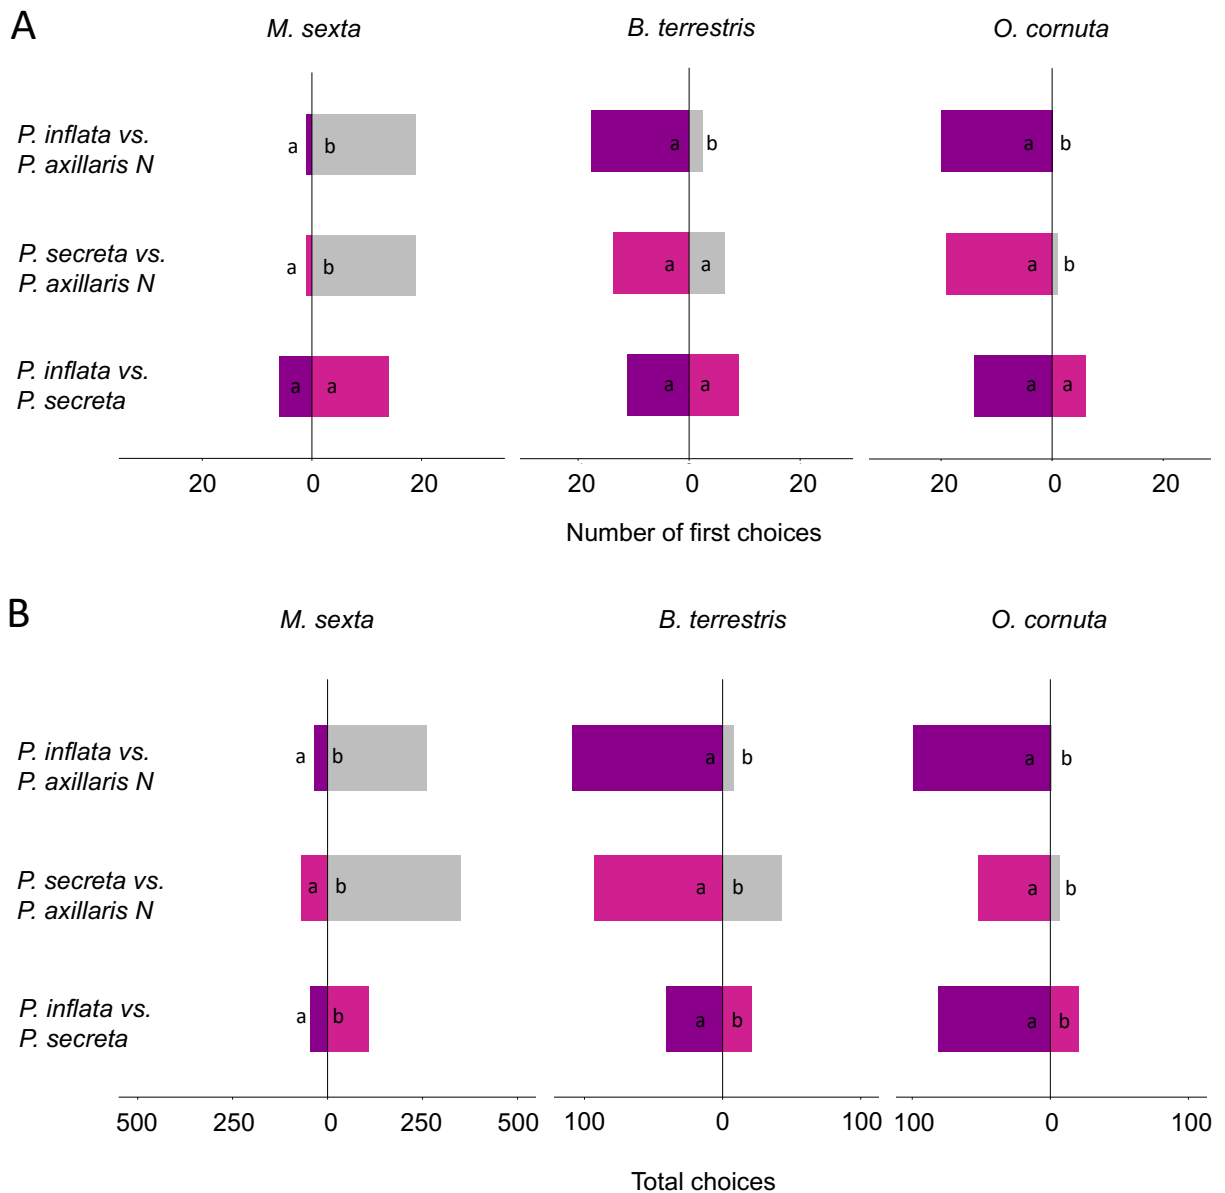 A
M. sexta B. terrestris O. cornuta
P. inflata vs.
P. axillaris N
a b a b a b
P. secreta vs.
P. axillaris N
a b a a a b
P. inflata vs.
P. secreta
a a a a a a
20 0 20 20 0 20 20 0 20
Number of first choices
B
M. sexta B. terrestris O. cornuta
P. inflata vs.
P. axillaris N
a b a b a b
P. secreta vs.
P. axillaris N
a b a b a b
P. inflata vs.
P. secreta
a b a b a b
500 250 0 250 500 100 0 100 100 0 100
Total choices